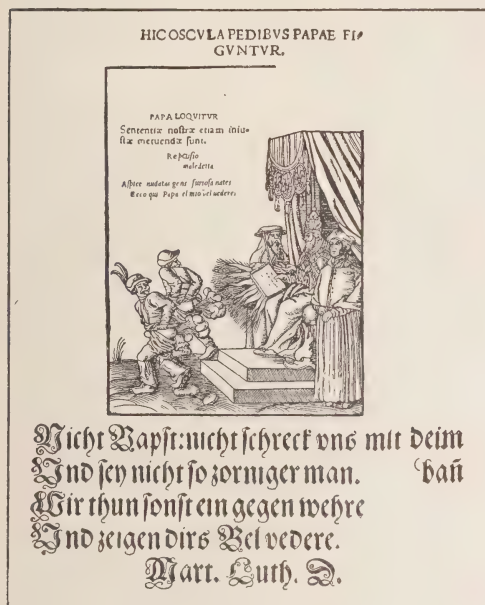 HIC OSCVLA PEDIBVS PAPAE FI⸗
GVNTVR.
PAPA LOQVITVR
Sententiæ nostræ etiam iniu⸗
stæ metuendæ sunt.
Responsio
maledetta
Aspice nudatas gens furiosa nates
Ecco qui Papa el mio bel vedere
Nicht Bapst: nicht schreck vns mit deim
Vnd sey nicht so zorniger man. bañ
Wir thun sonst ein gegen wehre
Vnd zeigen dirs Bel vedere.
Mart. Luth. D.